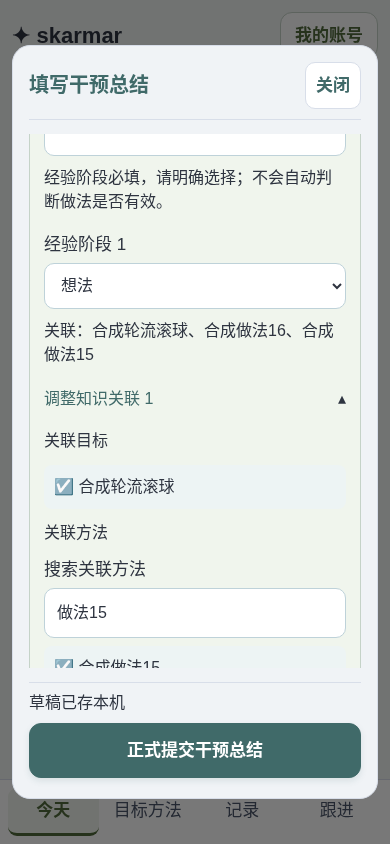 ✦ skarmar
我的账号
填写干预总结
关闭
经验阶段必填，请明确选择；不会自动判
断做法是否有效。
经验阶段 1
想法
关联：合成轮流滚球、合成做法16、合成
做法15
调整知识关联 1
▴
关联目标
☑ 合成轮流滚球
关联方法
搜索关联方法
做法15
☑ 合成做法15
草稿已存本机
正式提交干预总结
今天
目标方法
记录
跟进